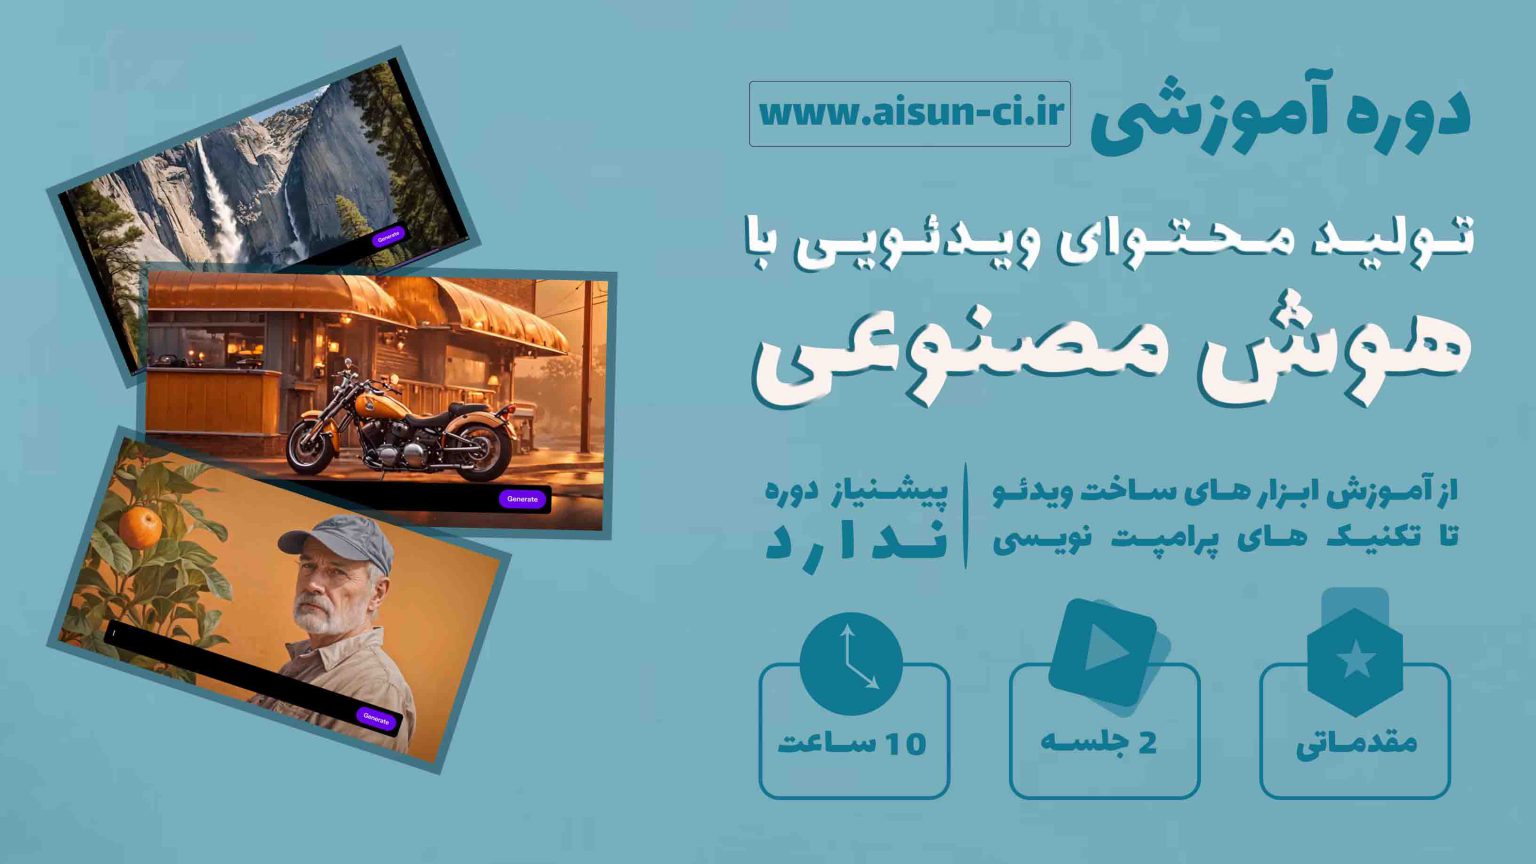 دوره آموزشی
www.aisun-ci.ir
تولید محتوای ویدئویی با
هوش مصنوعی
از آموزش ابزار های ساخت ویدئو
تا تکنیک های پرامپت نویسی
پیشنیاز دوره
ندارد
مقدماتی
2 جلسه
10 ساعت
Generate
Generate
Generate